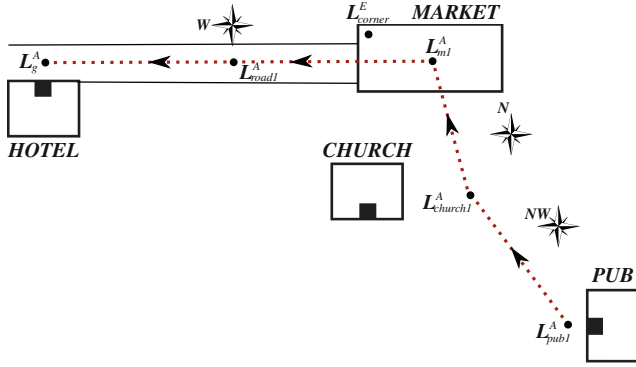 W
L^E_corner
MARKET
L^A_g
L^A_road1
L^A_m1
HOTEL
CHURCH
N
L^A_church1
NW
PUB
L^A_pub1